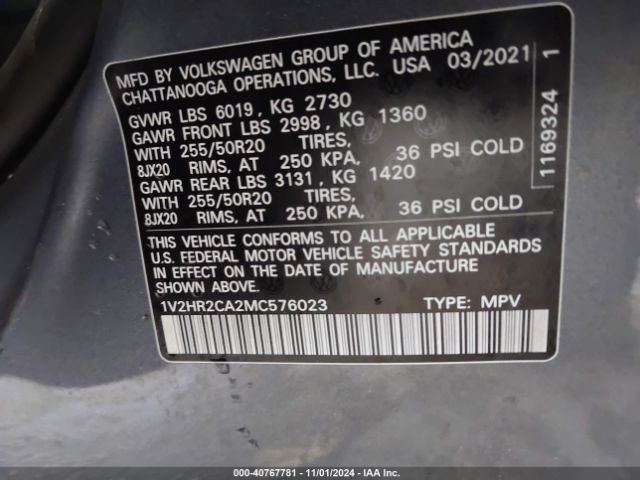 MFD BY VOLKSWAGEN GROUP OF AMERICA
CHATTANOOGA OPERATIONS, LLC. USA 03/2021 1
GVWR LBS 6019, KG 2730
GAWR FRONT LBS 2998, KG 1360
WITH 255/50R20 TIRES,
8JX20 RIMS, AT 250 KPA, 36 PSI COLD
GAWR REAR LBS 3131, KG 1420
WITH 255/50R20 TIRES,
8JX20 RIMS, AT 250 KPA, 36 PSI COLD
1169324
THIS VEHICLE CONFORMS TO ALL APPLICABLE
U.S. FEDERAL MOTOR VEHICLE SAFETY STANDARDS
IN EFFECT ON THE DATE OF MANUFACTURE
SHOWN ABOVE.
1V2HR2CA2MC576023 TYPE: MPV
000-40767781 - 11/01/2024 - IAA Inc.